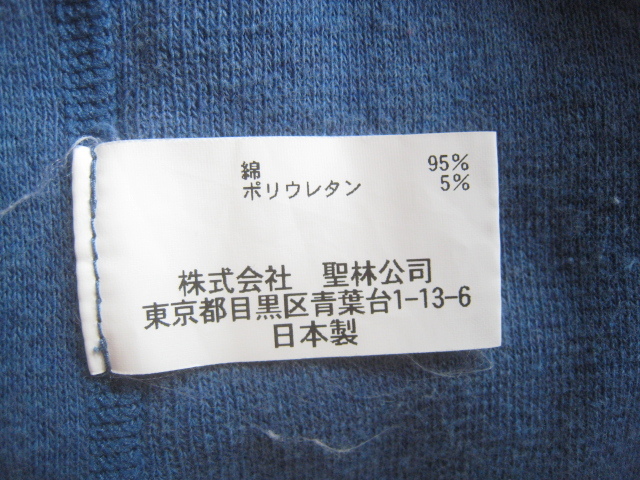 綿 95%
ポリウレタン 5%
株式会社 聖林公司
東京都目黒区青葉台1-13-6
日本製